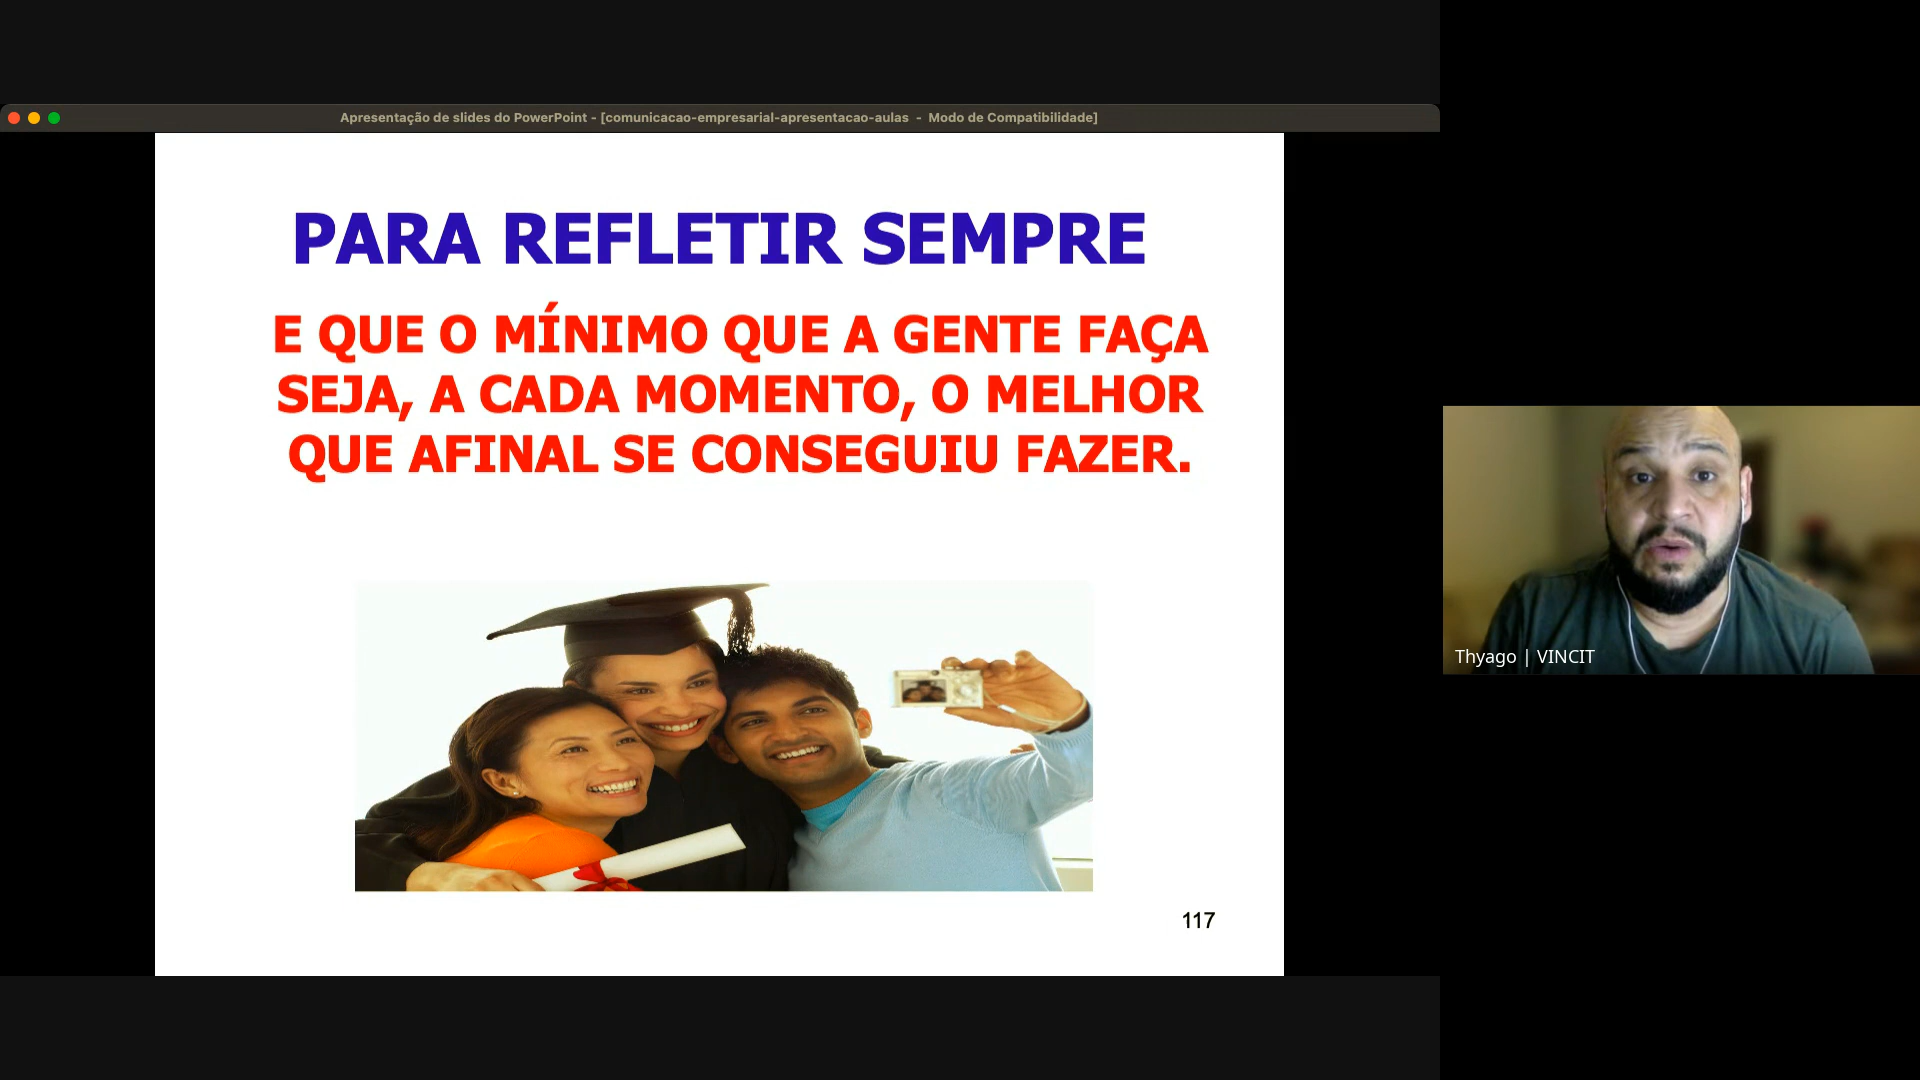 Apresentação de slides do PowerPoint - [comunicacao-empresarial-apresentacao-aulas - Modo de Compatibilidade]
PARA REFLETIR SEMPRE
E QUE O MÍNIMO QUE A GENTE FAÇA
SEJA, A CADA MOMENTO, O MELHOR
QUE AFINAL SE CONSEGUIU FAZER.
117
Thyago | VINCIT